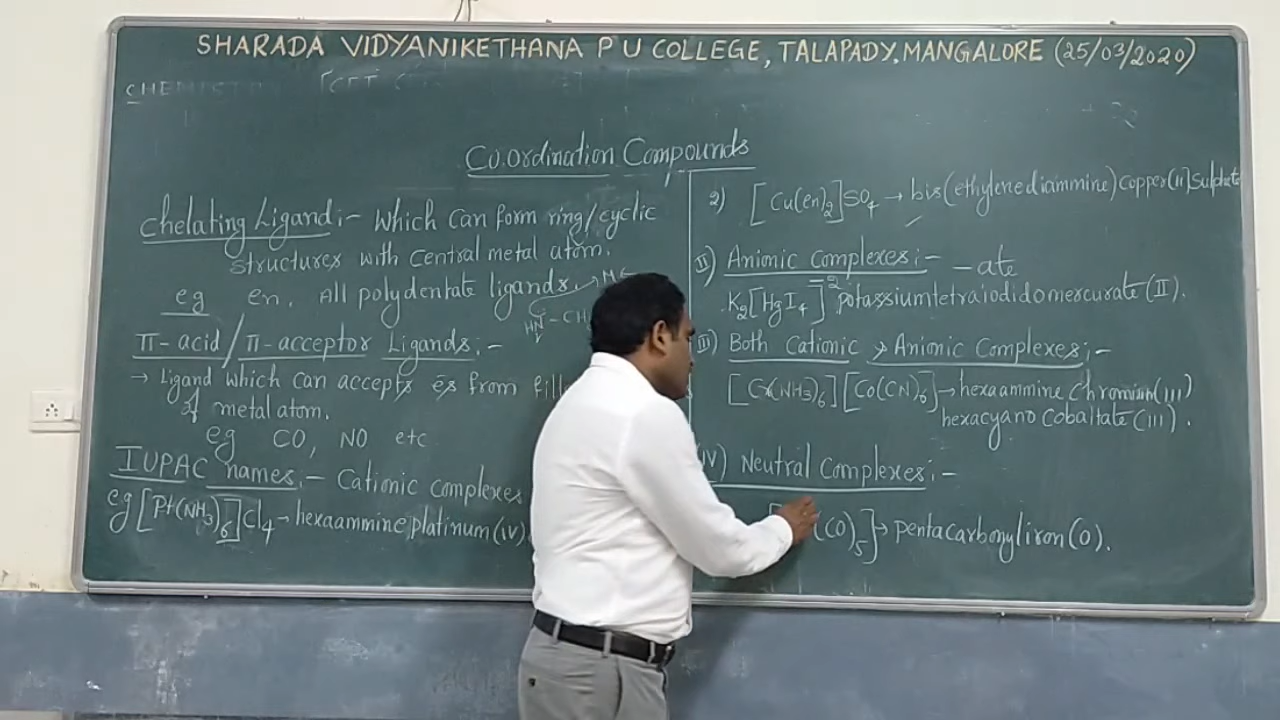 SHARADA VIDYANIKETHANA P U COLLEGE, TALAPADY, MANGALORE (25/03/2020)
CHEMIST
Co.ordination Compounds
Chelating Ligand :- Which Can form ring/cyclic
structures with central metal atom.
eg en. All polydentate ligands.
HN - CH
π-acid/π-acceptor Ligands :-
→ Ligand which can accepts es from
of metal atom.
eg CO, NO etc
IUPAC names :- Cationic complexes
eg [Pt(NH3)6]Cl4 → hexaammine platinum(iv)
2) [Cu(en)2]SO4 → bis(ethylenediammine)Copper(II)Sulphate
II) Anionic Complexes :- -ate
K2[HgI4]-2 potassiumtetraiodidomercurate(II).
III) Both Cationic & Anionic Complexes :-
[Cr(NH3)6][Co(CN)6] → hexaammine chromium(III)
hexacyano Cobaltate(III).
(IV) Neutral Complexes :-
(CO)5] → pentacarbonyliron(0).